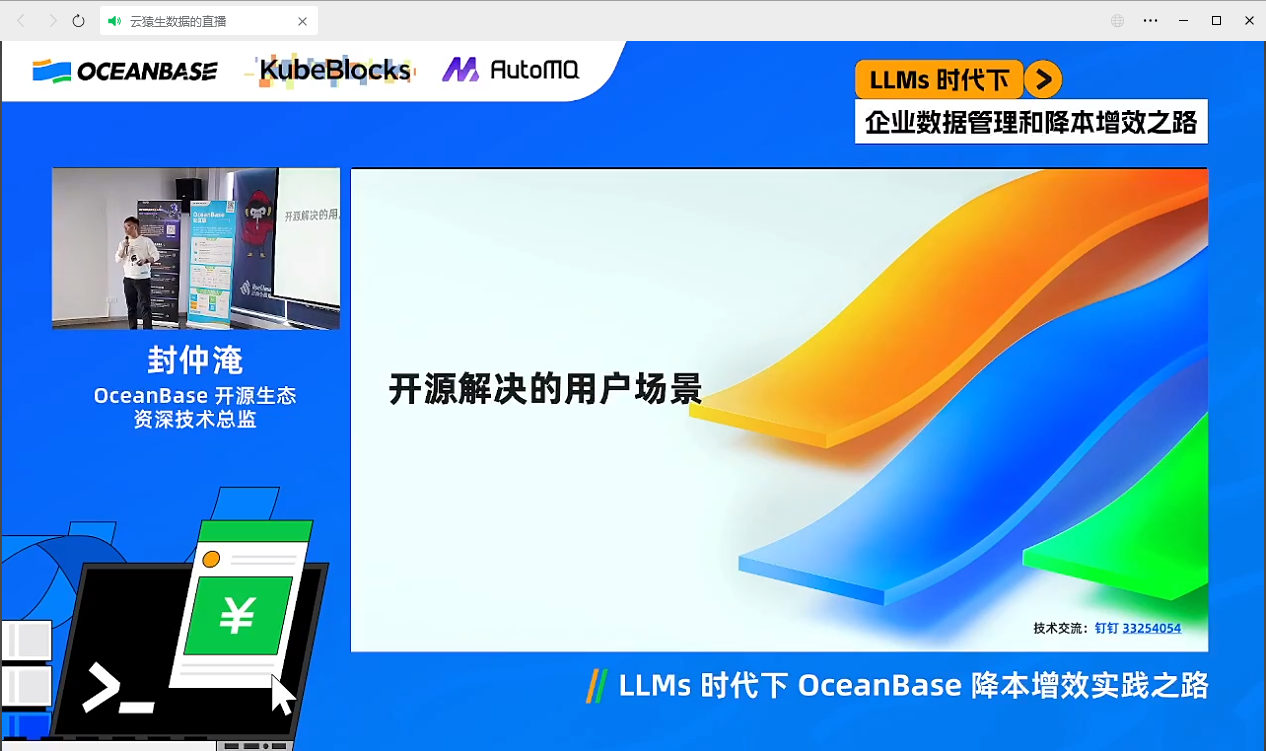 云猿生数据的直播
OCEANBASE
KubeBlocks
AutoMQ
LLMs 时代下
企业数据管理和降本增效之路
OceanBase
开源解决的用
封仲淹
OceanBase 开源生态
资深技术总监
开源解决的用户场景
技术交流：钉钉 33254054
LLMs 时代下 OceanBase 降本增效实践之路